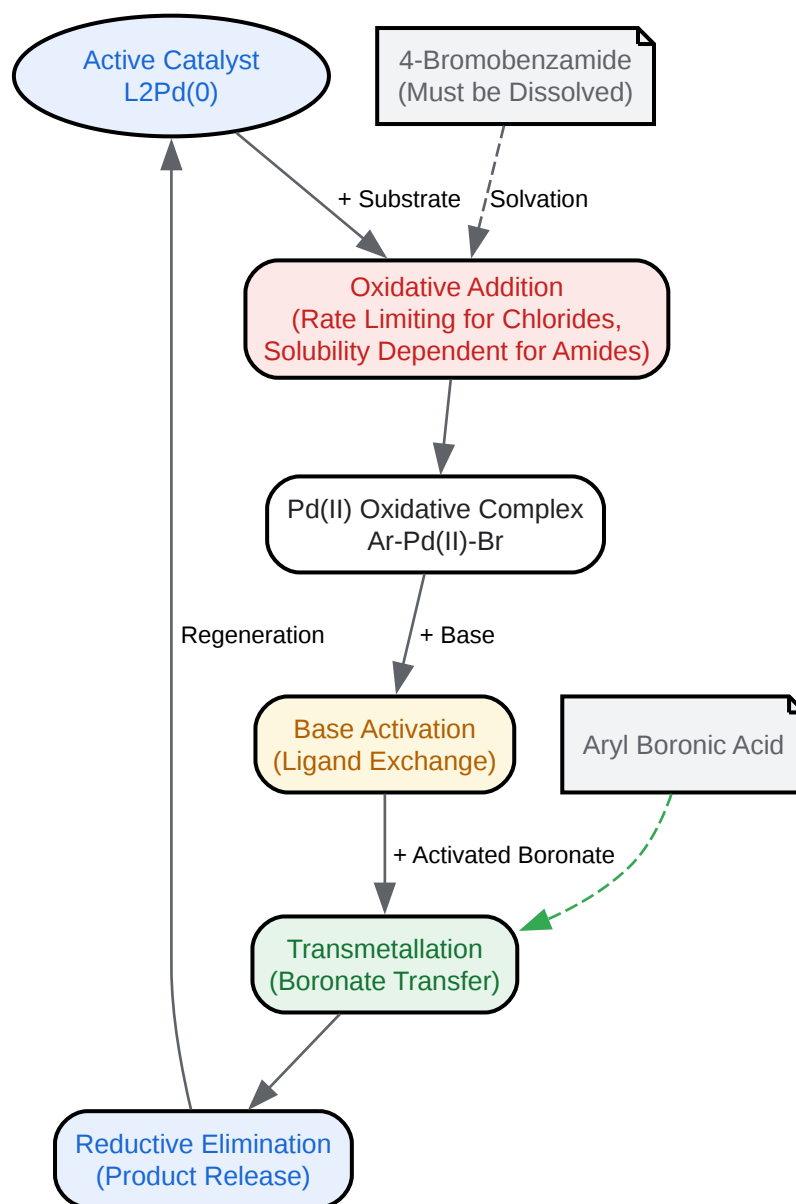 Active Catalyst
L2Pd(0)
4-Bromobenzamide
(Must be Dissolved)
+ Substrate
Solvation
Oxidative Addition
(Rate Limiting for Chlorides,
Solubility Dependent for Amides)
Pd(II) Oxidative Complex
Ar-Pd(II)-Br
Regeneration
+ Base
Base Activation
(Ligand Exchange)
Aryl Boronic Acid
+ Activated Boronate
Transmetallation
(Boronate Transfer)
Reductive Elimination
(Product Release)